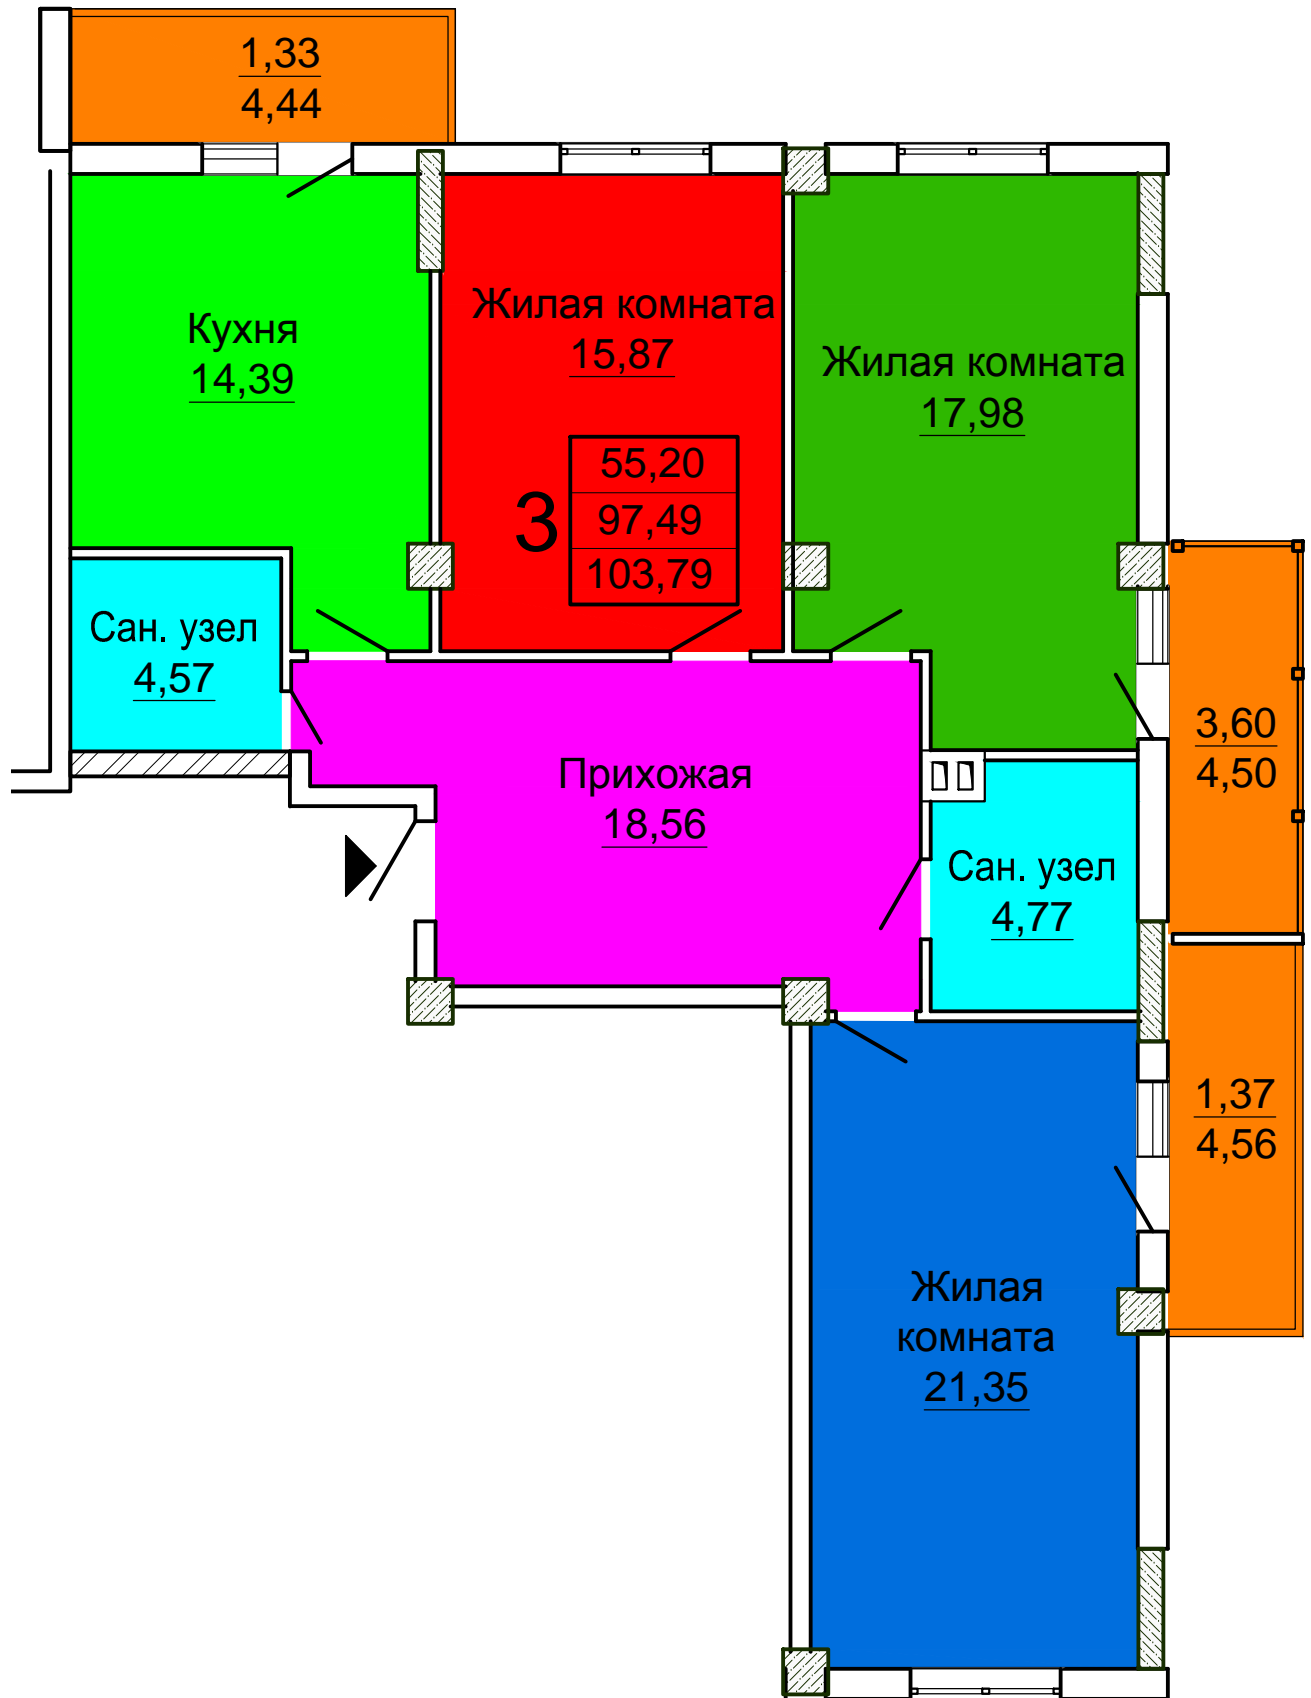 1,33
4,44
Кухня
14,39
Жилая комната
15,87
Жилая комната
17,98
3
55,20
97,49
103,79
Сан. узел
4,57
Прихожая
18,56
Сан. узел
4,77
3,60
4,50
1,37
4,56
Жилая
комната
21,35